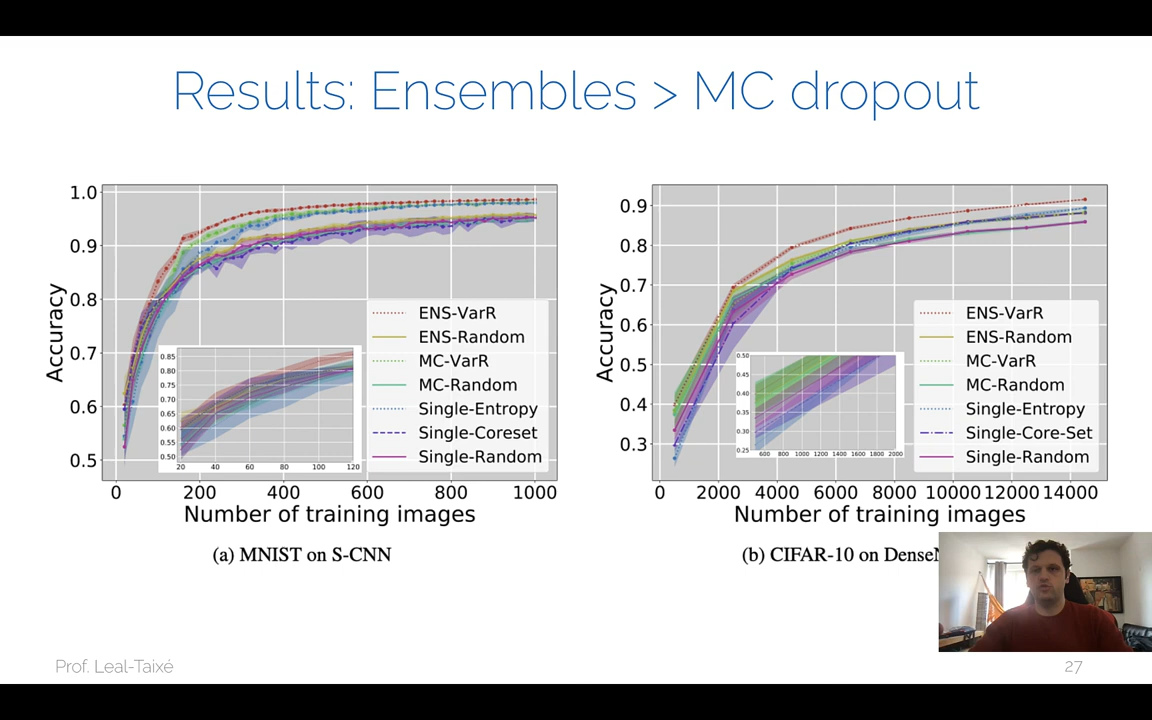 Results: Ensembles > MC dropout
1.0
0.9
0.8
0.7
0.6
0.5
Accuracy
0
200
400
600
800
1000
Number of training images
ENS-VarR
ENS-Random
MC-VarR
MC-Random
Single-Entropy
Single-Coreset
Single-Random
0.85
0.80
0.75
0.70
0.65
0.60
0.55
0.50
20
40
60
80
100
120
(a) MNIST on S-CNN
0.9
0.8
0.7
0.6
0.5
0.4
0.3
Accuracy
0
2000
4000
6000
8000
10000
12000
14000
Number of training images
ENS-VarR
ENS-Random
MC-VarR
MC-Random
Single-Entropy
Single-Core-Set
Single-Random
0.50
0.45
0.40
0.35
0.30
0.25
600
800
1000
1200
1400
1600
1800
2000
(b) CIFAR-10 on Dense
Prof. Leal-Taixé
27